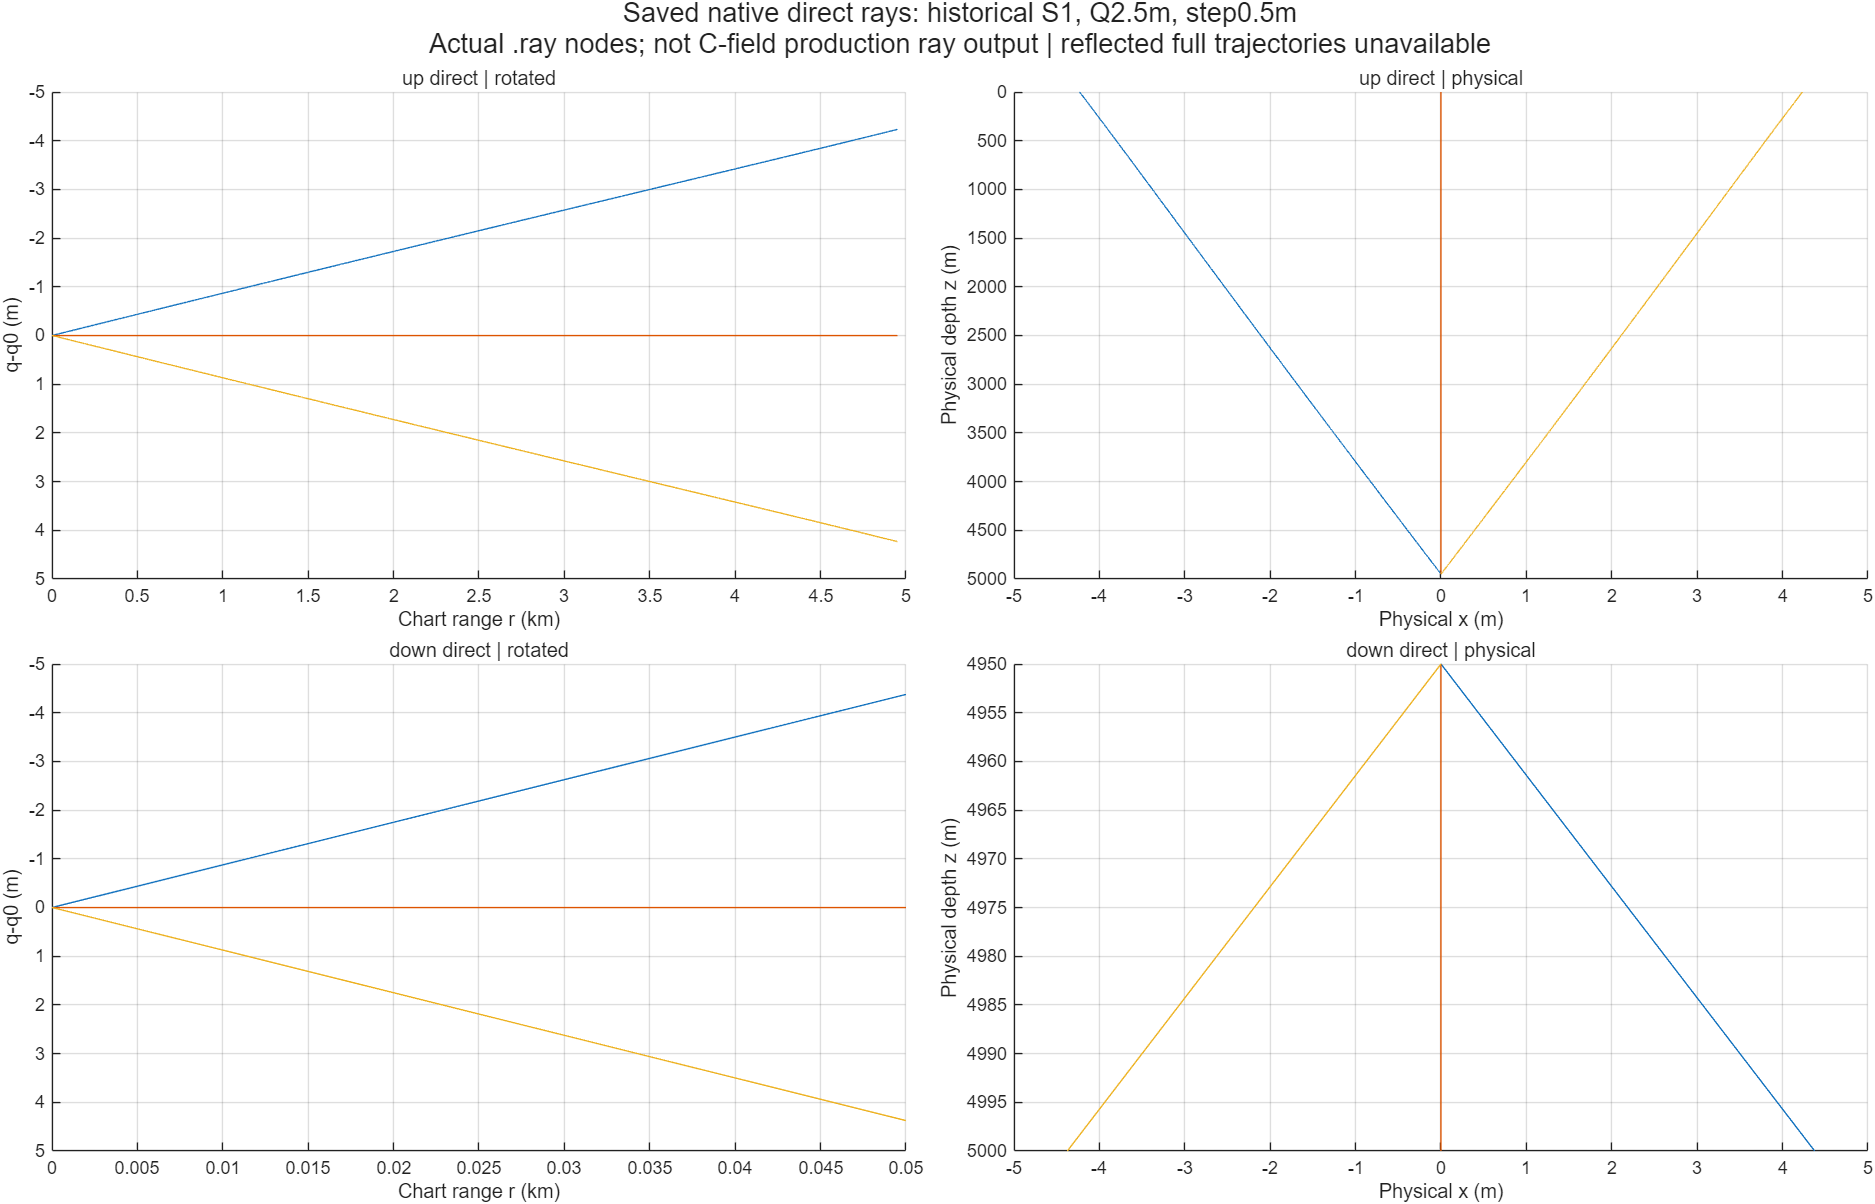 Saved native direct rays: historical S1, Q2.5m, step0.5m
Actual .ray nodes; not C-field production ray output | reflected full trajectories unavailable
up direct | rotated
-5
-4
-3
-2
-1
0
1
2
3
4
5
q-q0 (m)
0 0.5 1 1.5 2 2.5 3 3.5 4 4.5 5
Chart range r (km)
up direct | physical
0
500
1000
1500
2000
2500
3000
3500
4000
4500
5000
Physical depth z (m)
-5 -4 -3 -2 -1 0 1 2 3 4 5
Physical x (m)
down direct | rotated
-5
-4
-3
-2
-1
0
1
2
3
4
5
q-q0 (m)
0 0.005 0.01 0.015 0.02 0.025 0.03 0.035 0.04 0.045 0.05
Chart range r (km)
down direct | physical
4950
4955
4960
4965
4970
4975
4980
4985
4990
4995
5000
Physical depth z (m)
-5 -4 -3 -2 -1 0 1 2 3 4 5
Physical x (m)